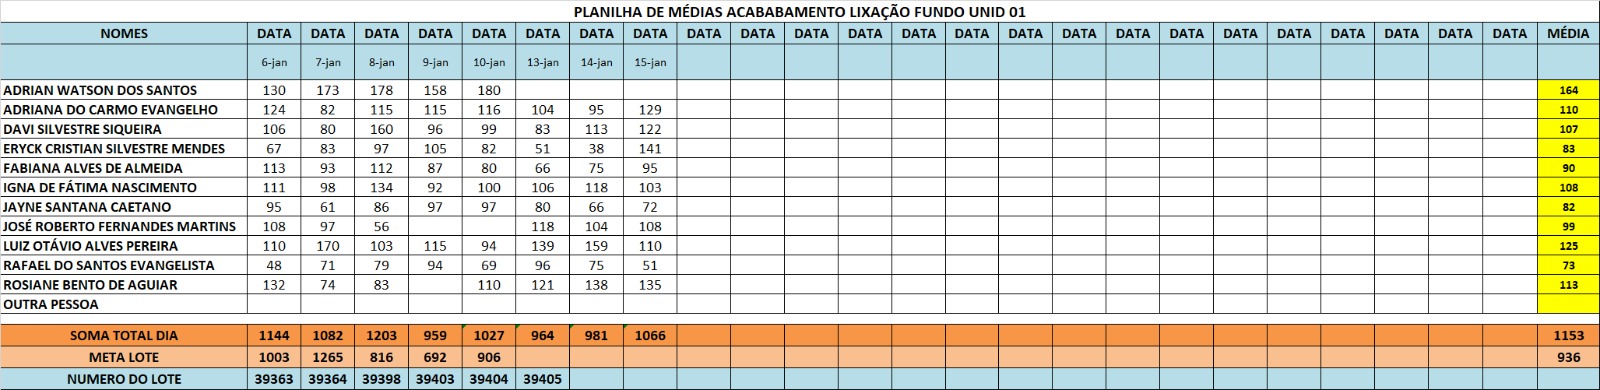 PLANILHA DE MÉDIAS ACABABAMENTO LIXAÇÃO FUNDO UNID 01
NOMES DATA DATA DATA DATA DATA DATA DATA DATA DATA DATA DATA DATA DATA DATA DATA DATA DATA DATA DATA DATA DATA DATA DATA DATA MÉDIA
6-jan 7-jan 8-jan 9-jan 10-jan 13-jan 14-jan 15-jan
ADRIAN WATSON DOS SANTOS 130 173 178 158 180 164
ADRIANA DO CARMO EVANGELHO 124 82 115 115 116 104 95 129 110
DAVI SILVESTRE SIQUEIRA 106 80 160 96 99 83 113 122 107
ERYCK CRISTIAN SILVESTRE MENDES 67 83 97 105 82 51 38 141 83
FABIANA ALVES DE ALMEIDA 113 93 112 87 80 66 75 95 90
IGNA DE FÁTIMA NASCIMENTO 111 98 134 92 100 106 118 103 108
JAYNE SANTANA CAETANO 95 61 86 97 97 80 66 72 82
JOSÉ ROBERTO FERNANDES MARTINS 108 97 56 118 104 108 99
LUIZ OTÁVIO ALVES PEREIRA 110 170 103 115 94 139 159 110 125
RAFAEL DO SANTOS EVANGELISTA 48 71 79 94 69 96 75 51 73
ROSIANE BENTO DE AGUIAR 132 74 83 110 121 138 135 113
OUTRA PESSOA
SOMA TOTAL DIA 1144 1082 1203 959 1027 964 981 1066 1153
META LOTE 1003 1265 816 692 906 936
NUMERO DO LOTE 39363 39364 39398 39403 39404 39405